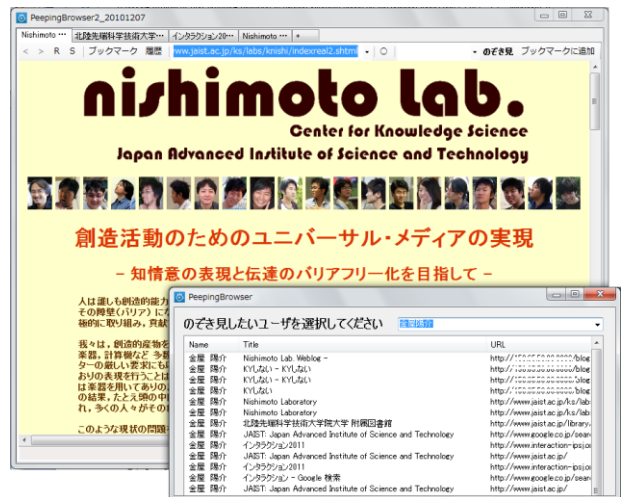 PeepingBrowser2_20101207
Nishimoto ··· 北陸先端科学技術大学··· インタラクション20··· Nishimoto ··· +
< > R S ブックマーク 履歴 ww.jaist.ac.jp/ks/labs/knishi/indexreal2.shtml のぞき見 ブックマークに追加
nishimoto lab.
Center for Knowledge Science
Japan Advanced Institute of Science and Technology
創造活動のためのユニバーサル・メディアの実現
− 知情意の表現と伝達のバリアフリー化を目指して −
人は誰しも創造的能力
その障壁(バリア)にな
極的に取り組み，貢献
我々は，創造的産物を
楽器，計算機など 多
ターの厳しい要求にも
おりの表現を行うことは
は楽器を用いてありの
の結果，たとえ頭の中
れ，多くの人々がその
このような現状の問題
PeepingBrowser
のぞき見したいユーザを選択してください 金屋陽介
Name Title URL
金屋 陽介 Nishimoto Lab. Weblog - http:// /blog
金屋 陽介 KYしない - KYしない http:// /blog
金屋 陽介 KYしない - KYしない http:// /blog
金屋 陽介 KYしない http:// /blog
金屋 陽介 Nishimoto Laboratory http://www.jaist.ac.jp/ks/lab
金屋 陽介 Nishimoto Laboratory http://www.jaist.ac.jp/ks/lab
金屋 陽介 北陸先端科学技術大学院大学 附属図書館 http://www.jaist.ac.jp/library.
金屋 陽介 JAIST: Japan Advanced Institute of Science and Technology http://www.google.co.jp/sear
金屋 陽介 インタラクション2011 http://www.interaction-ipsj.o
金屋 陽介 JAIST: Japan Advanced Institute of Science and Technology http://www.jaist.ac.jp/
金屋 陽介 インタラクション2011 http://www.interaction-ipsj.o
金屋 陽介 インタラクション - Google 検索 http://www.google.co.jp/sear
金屋 陽介 JAIST: Japan Advanced Institute of Science and Technology http://www.jaist.ac.jp/